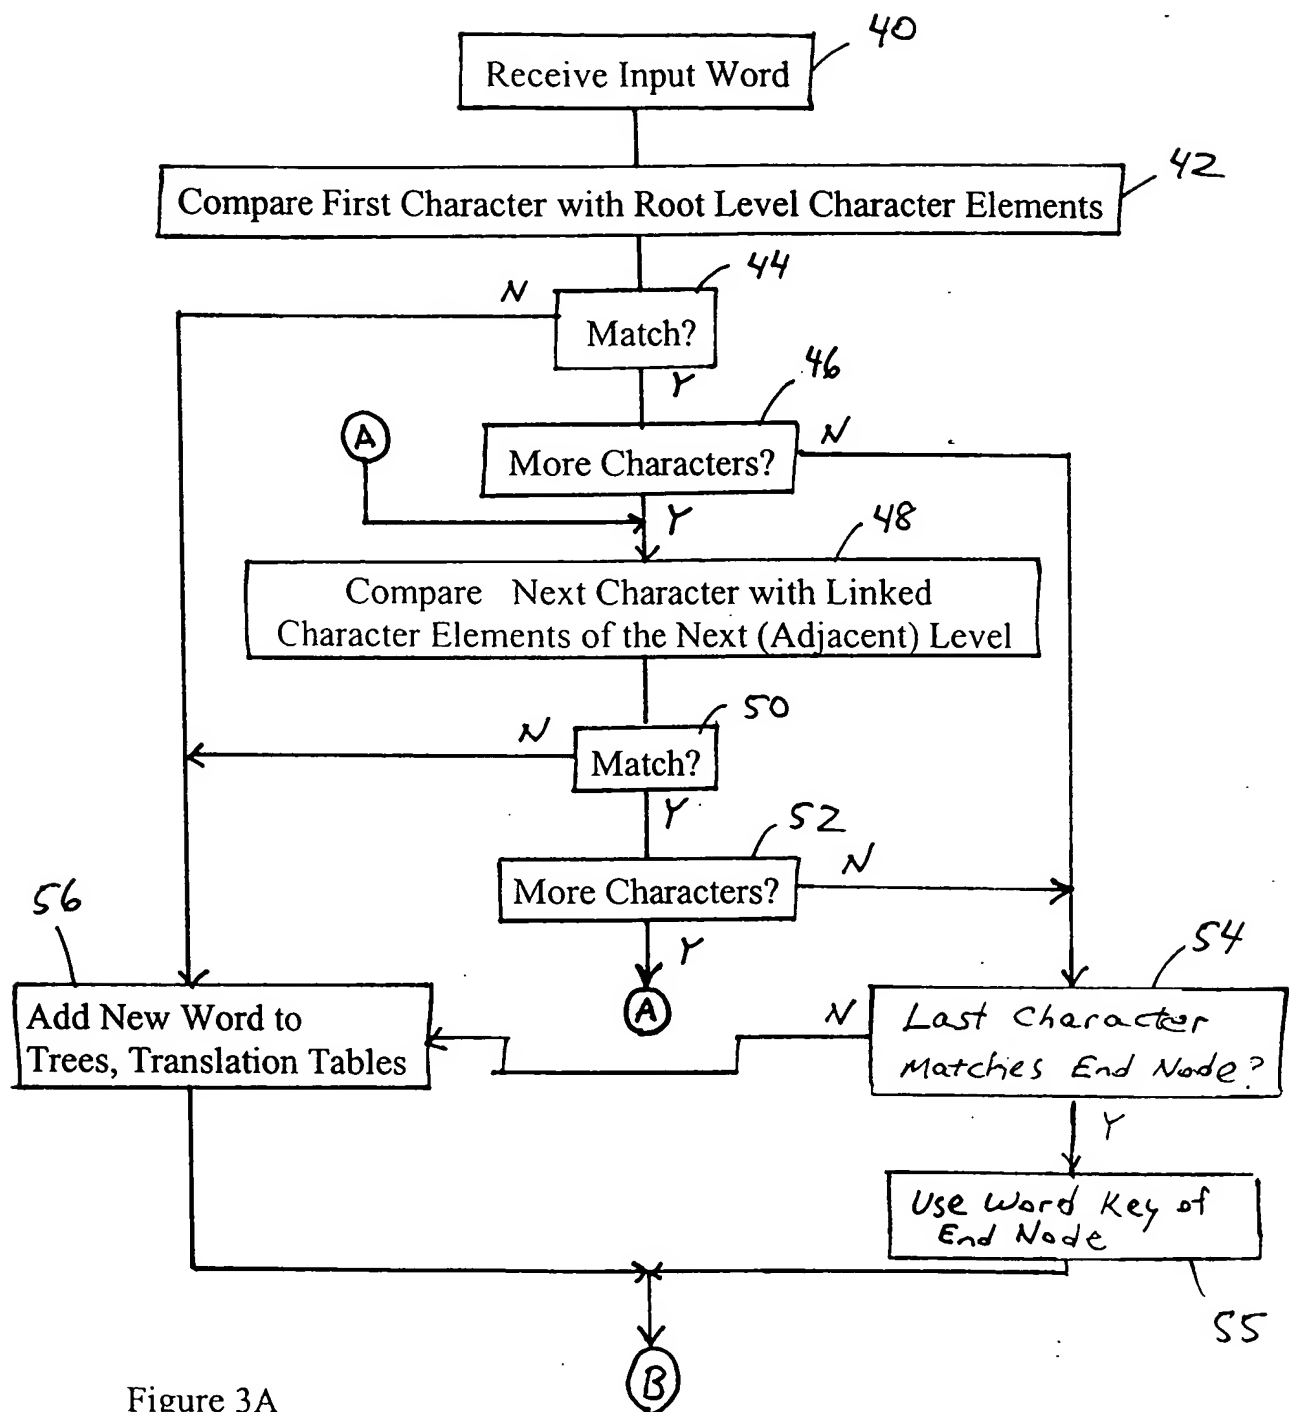 40
Receive Input Word
42
Compare First Character with Root Level Character Elements
44
N
Match?
Y
46
A
More Characters?
N
Y
48
Compare Next Character with Linked
Character Elements of the Next (Adjacent) Level
50
N
Match?
Y
52
More Characters?
N
Y
A
56
Add New Word to
Trees, Translation Tables
54
N
Last Character
Matches End Node?
Y
Use Word Key of
End Node
55
B
Figure 3A